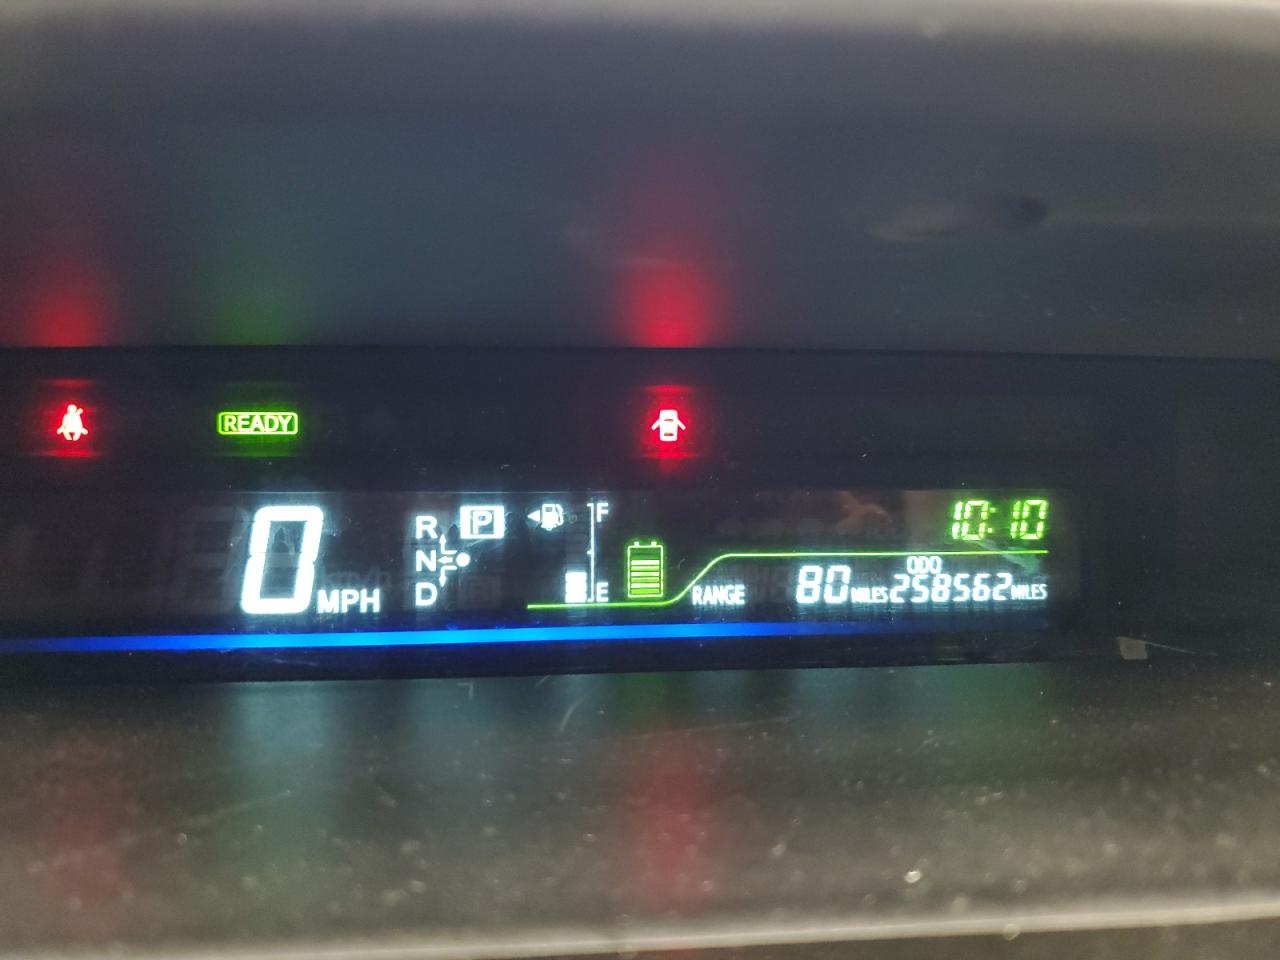 READY
0 MPH
R P
N
D
F
E
10:10
RANGE 80 MILES
ODO
258562 MILES